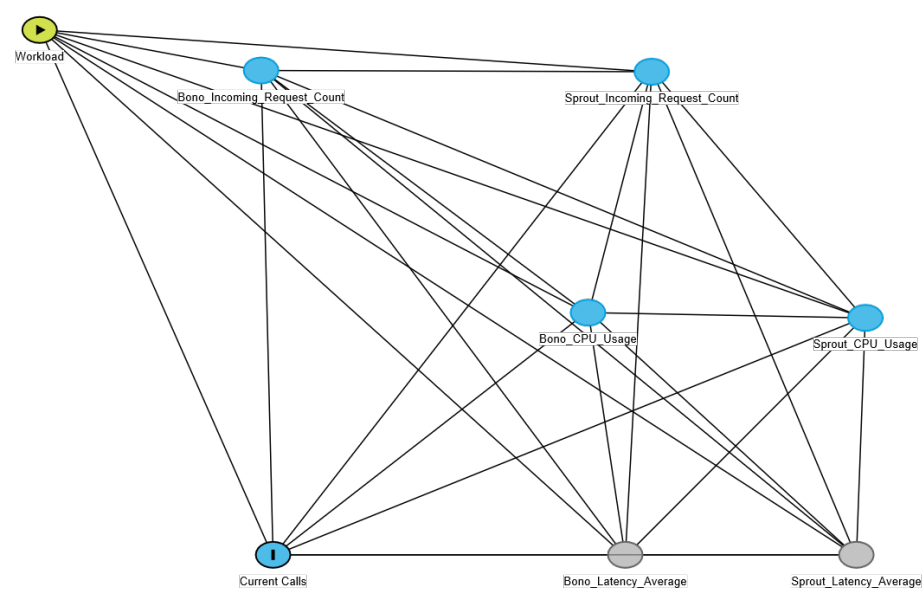 Workload
Bono_Incoming_Request_Count
Sprout_Incoming_Request_Count
Bono_CPU_Usage
Sprout_CPU_Usage
Current Calls
Bono_Latency_Average
Sprout_Latency_Average